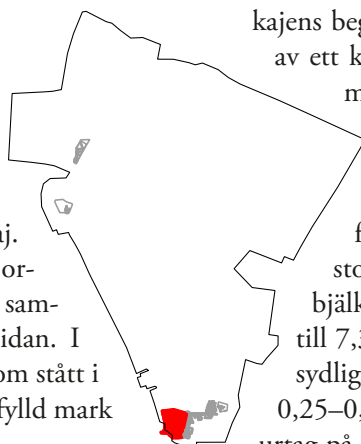 aj.
or-
sam-
idan. I
om stått i
fylld mark
kajens beg
av ett k
m
f
sto
bjälk
till 7,
sydlig
0,25–0,
urtag på